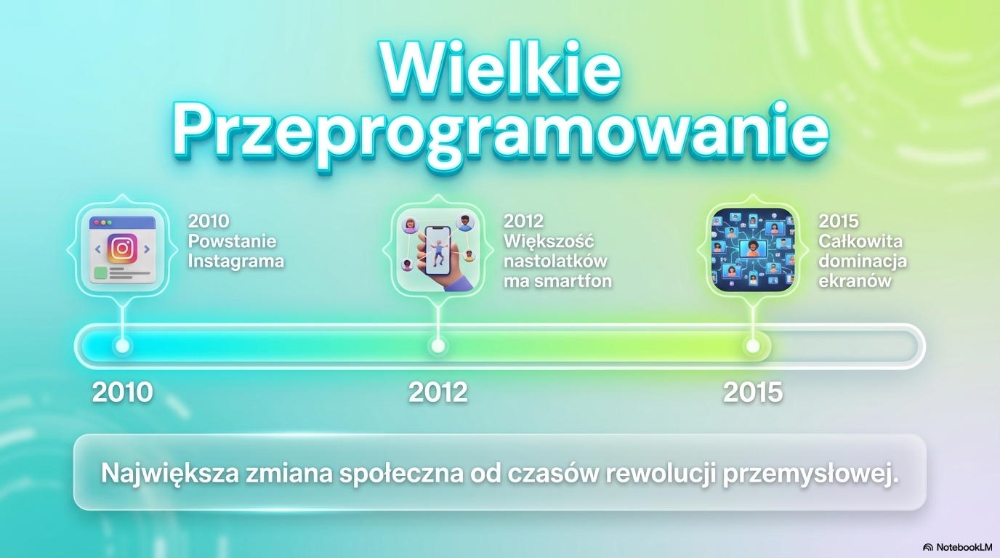 Wielkie
Przeprogramowanie
2010
Powstanie
Instagrama
2012
Większość
nastolatków
ma smartfon
2015
Całkowita
dominacja
ekranów
2010
2012
2015
Największa zmiana społeczna od czasów rewolucji przemysłowej.
NotebookLM